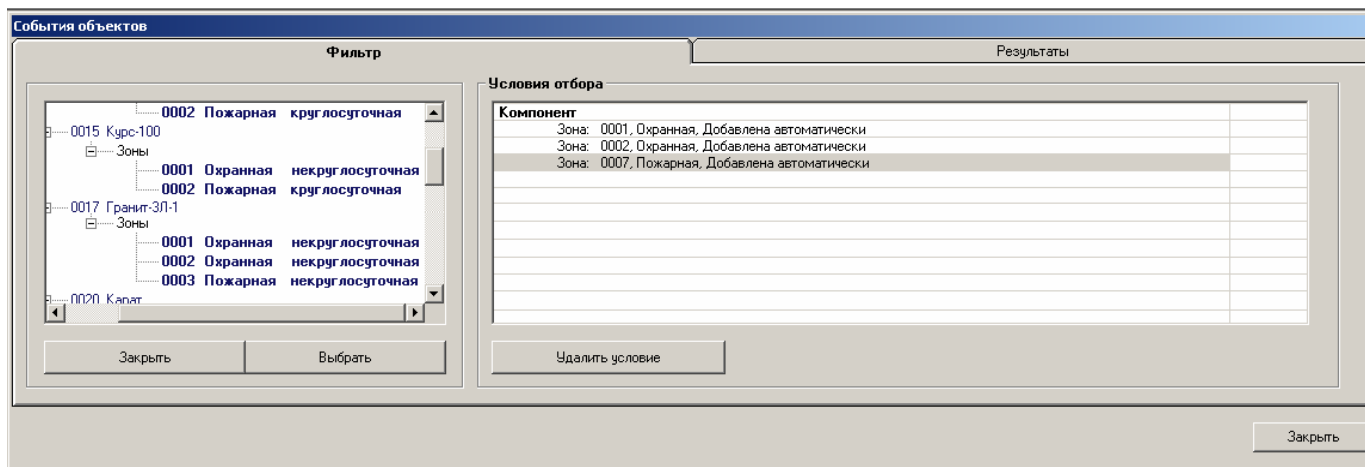 События объектов
Фильтр
Результаты
0002 Пожарная круглосуточная
0015 Курс-100
Зоны
0001 Охранная некруглосуточная
0002 Пожарная круглосуточная
0017 Гранит-3Л-1
Зоны
0001 Охранная некруглосуточная
0002 Охранная некруглосуточная
0003 Пожарная некруглосуточная
0020 Карат
Закрыть
Выбрать
Условия отбора
Компонент
Зона: 0001, Охранная, Добавлена автоматически
Зона: 0002, Охранная, Добавлена автоматически
Зона: 0007, Пожарная, Добавлена автоматически
Удалить условие
Закрыть